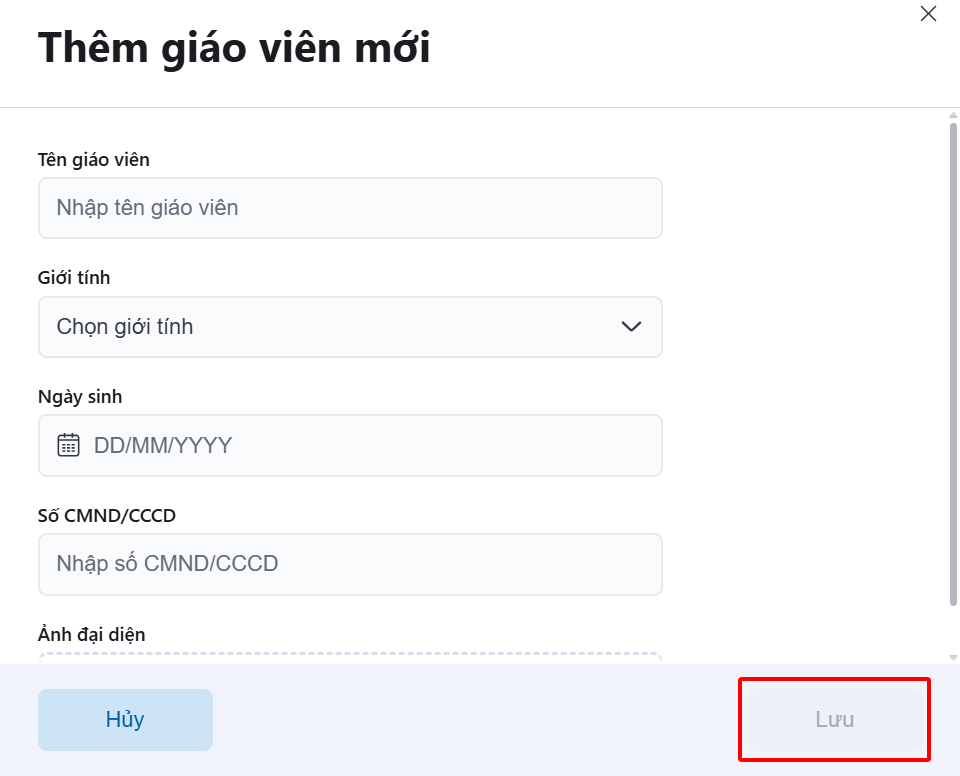 Thêm giáo viên mới
Tên giáo viên
Nhập tên giáo viên
Giới tính
Chọn giới tính
Ngày sinh
DD/MM/YYYY
Số CMND/CCCD
Nhập số CMND/CCCD
Ảnh đại diện
Hủy
Lưu